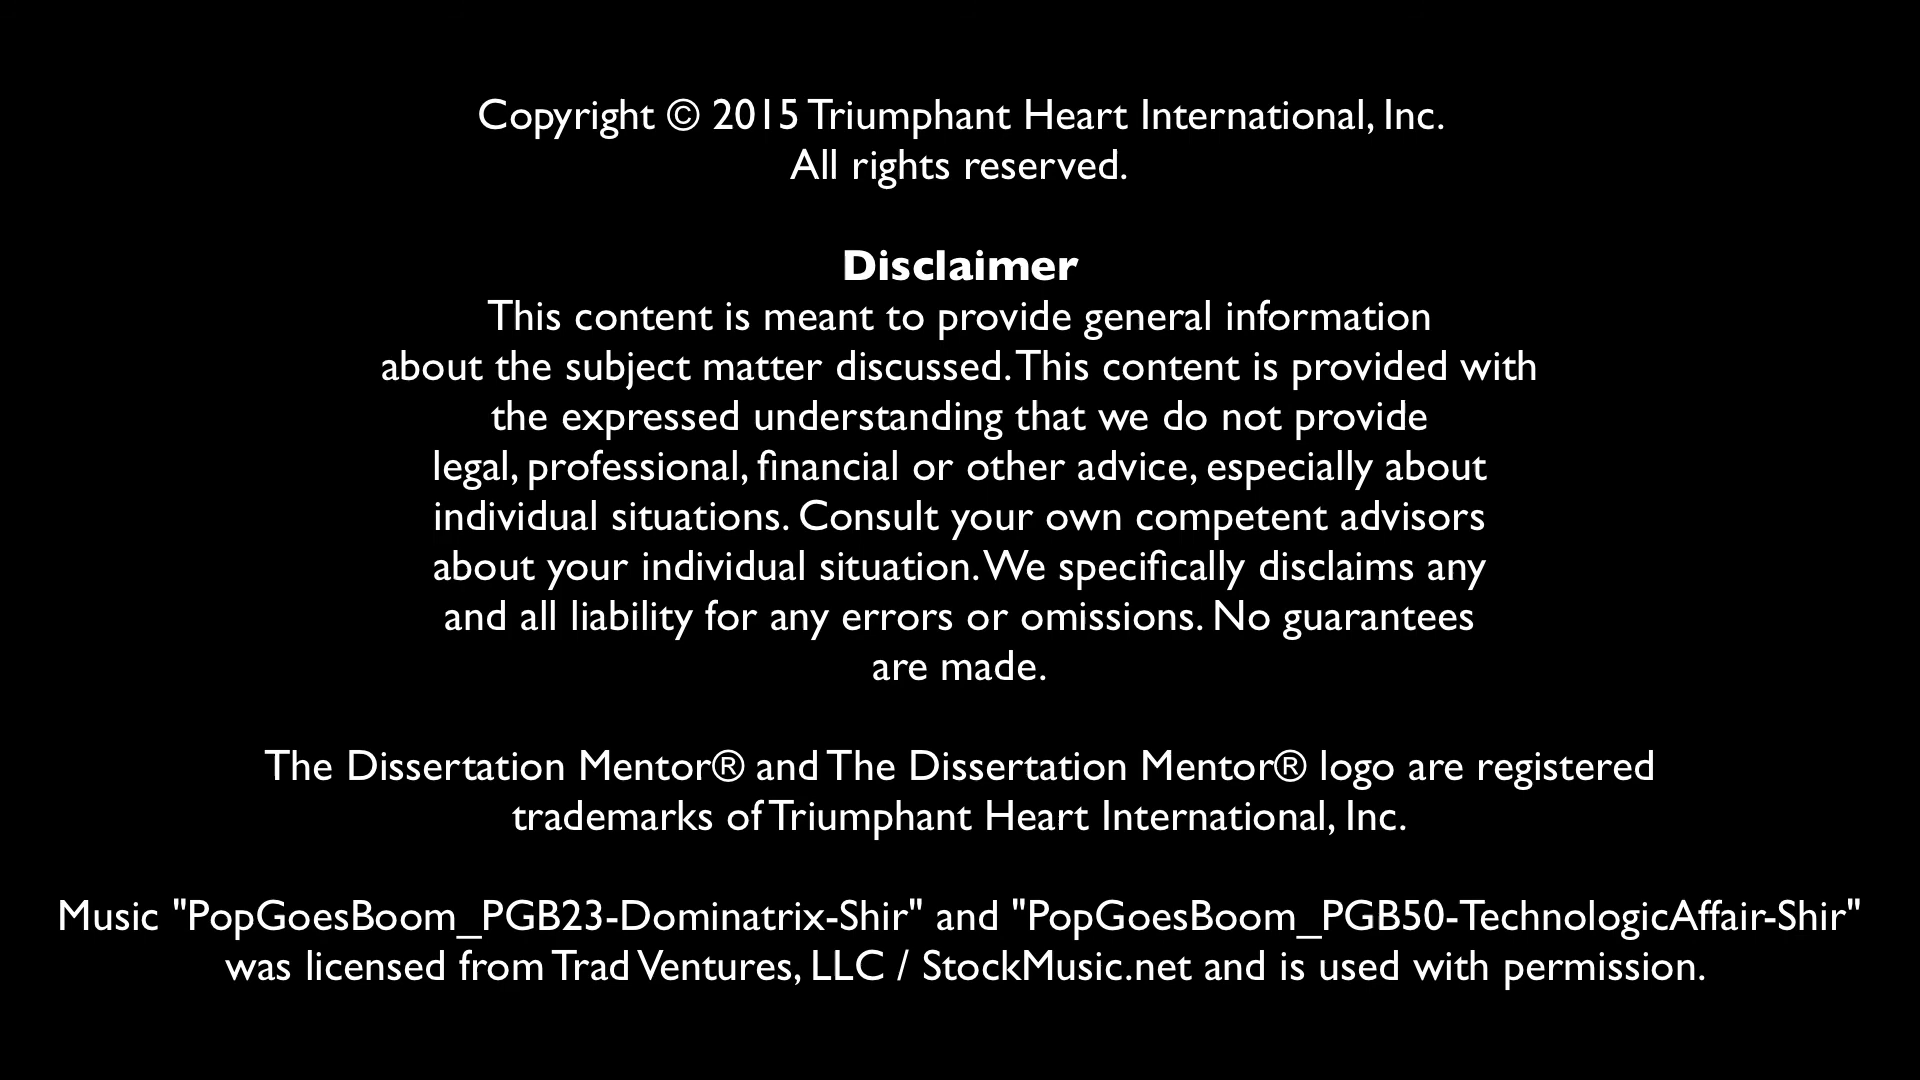 Copyright © 2015 Triumphant Heart International, Inc.
All rights reserved.
Disclaimer
This content is meant to provide general information
about the subject matter discussed. This content is provided with
the expressed understanding that we do not provide
legal, professional, financial or other advice, especially about
individual situations. Consult your own competent advisors
about your individual situation. We specifically disclaims any
and all liability for any errors or omissions. No guarantees
are made.
The Dissertation Mentor® and The Dissertation Mentor® logo are registered
trademarks of Triumphant Heart International, Inc.
Music "PopGoesBoom_PGB23-Dominatrix-Shir" and "PopGoesBoom_PGB50-TechnologicAffair-Shir"
was licensed from Trad Ventures, LLC / StockMusic.net and is used with permission.